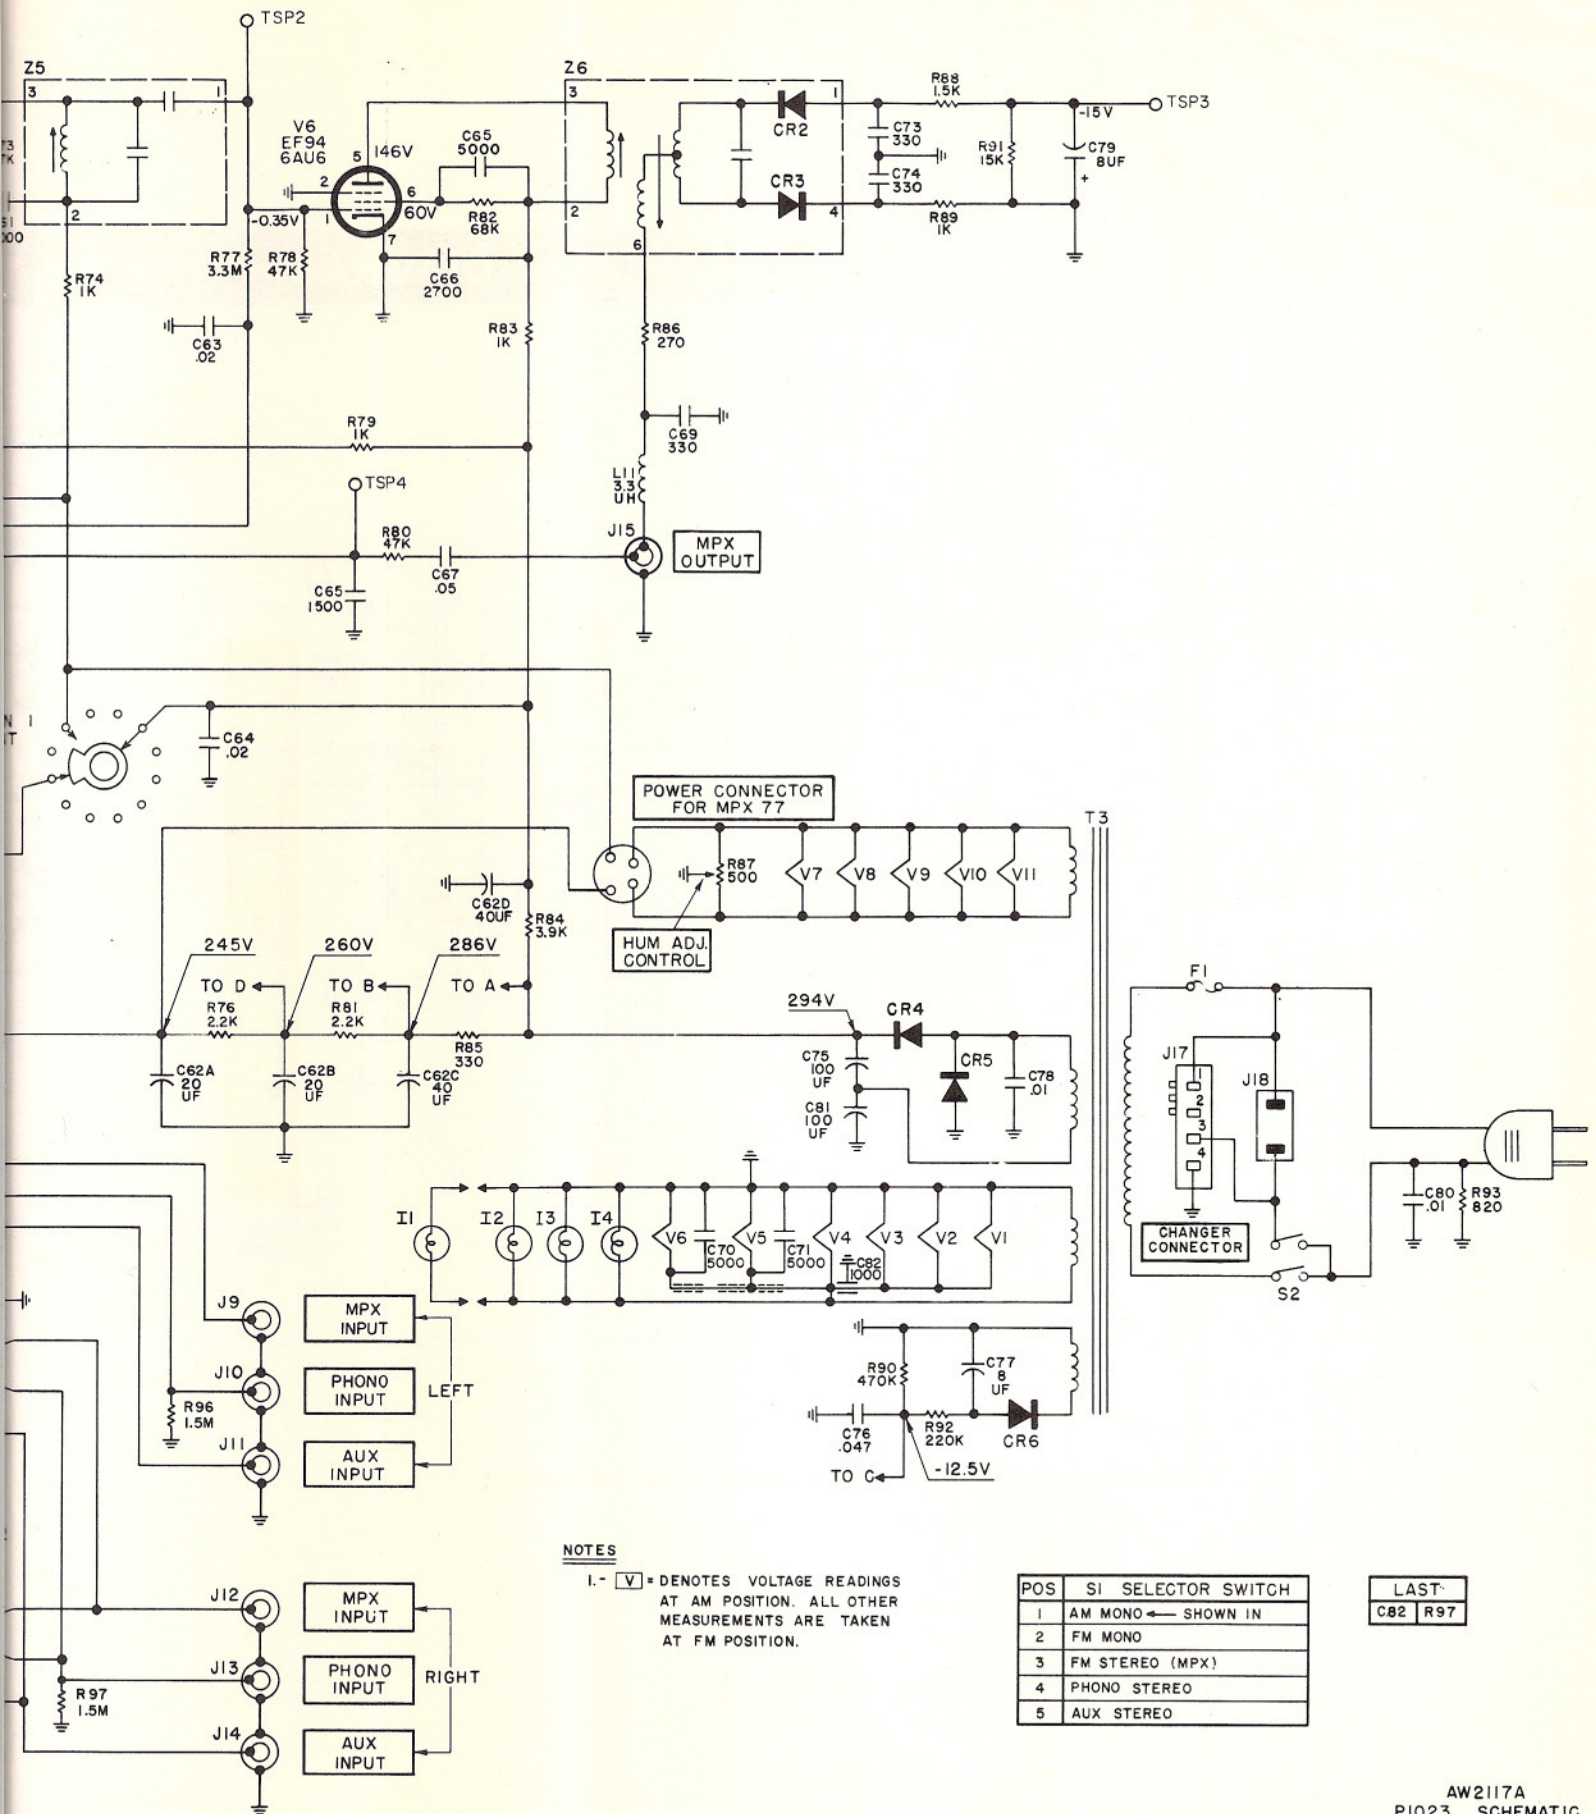 TSP2
Z5
3
1
2
V6
EF94
6AU6
5
146V
2
1
6
60V
7
-0.35V
C65
5000
R82
68K
C66
2700
R77
3.3M
R78
47K
C63
.02
R74
1K
R83
1K
Z6
3
2
1
4
6
CR2
CR3
C73
330
C74
330
R88
1.5K
R89
1K
R91
15K
-15V
C79
8UF
+
TSP3
R86
270
C69
330
R79
1K
L11
3.3
UH
TSP4
R80
47K
C67
.05
C65
1500
J15
MPX
OUTPUT
C64
.02
POWER CONNECTOR
FOR MPX 77
T3
R87
500
V7
V8
V9
V10
V11
C62D
40UF
R84
3.9K
HUM ADJ.
CONTROL
245V
260V
286V
TO D
TO B
TO A
R76
2.2K
R81
2.2K
R85
330
C62A
20
UF
C62B
20
UF
C62C
40
UF
294V
CR4
CR5
C75
100
UF
C81
100
UF
C78
.01
F1
J17
1
2
3
4
J18
CHANGER
CONNECTOR
S2
C80
.01
R93
820
I1
I2
I3
I4
V6
C70
5000
V5
C71
5000
V4
C82
1000
V3
V2
V1
J9
MPX
INPUT
J10
PHONO
INPUT
LEFT
R96
1.5M
J11
AUX
INPUT
R90
470K
C77
8
UF
C76
.047
R92
220K
CR6
TO C
-12.5V
J12
MPX
INPUT
J13
PHONO
INPUT
RIGHT
R97
1.5M
J14
AUX
INPUT
NOTES
1.- V = DENOTES VOLTAGE READINGS
AT AM POSITION. ALL OTHER
MEASUREMENTS ARE TAKEN
AT FM POSITION.
POS S1 SELECTOR SWITCH
1 AM MONO ← SHOWN IN
2 FM MONO
3 FM STEREO (MPX)
4 PHONO STEREO
5 AUX STEREO
LAST
C82 R97
AW2117A
P1023 SCHEMATIC